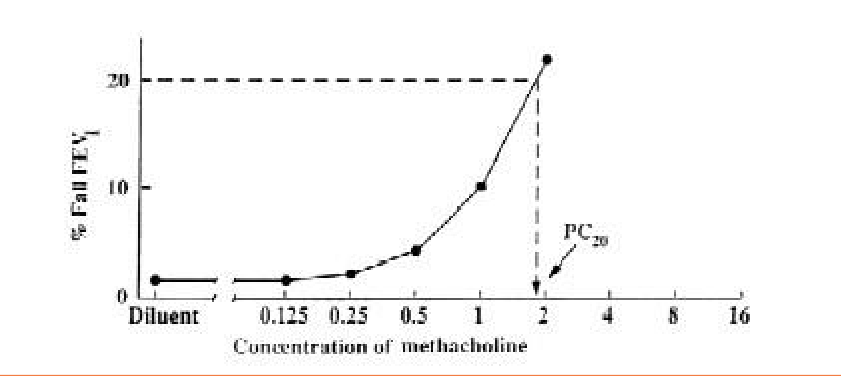 % Fall FEV1
20
10
0
PC20
Diluent 0.125 0.25 0.5 1 2 4 8 16
Concentration of methacholine